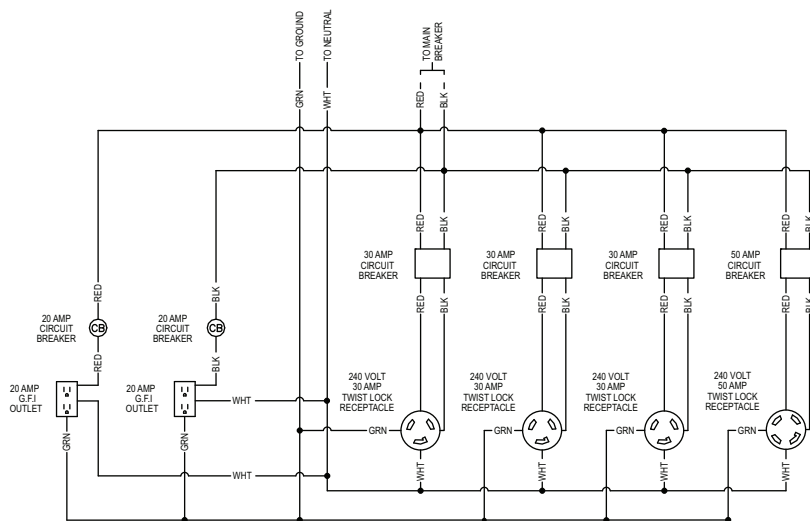 TO GROUND
TO NEUTRAL
TO MAIN
BREAKER
GRN
WHT
RED
BLK
RED
BLK
RED
BLK
RED
BLK
RED
BLK
30 AMP
CIRCUIT
BREAKER
30 AMP
CIRCUIT
BREAKER
30 AMP
CIRCUIT
BREAKER
50 AMP
CIRCUIT
BREAKER
RED
BLK
RED
BLK
RED
BLK
RED
BLK
RED
BLK
20 AMP
CIRCUIT
BREAKER
CB
20 AMP
CIRCUIT
BREAKER
CB
RED
BLK
20 AMP
G.F.I
OUTLET
20 AMP
G.F.I
OUTLET
240 VOLT
30 AMP
TWIST LOCK
RECEPTACLE
240 VOLT
30 AMP
TWIST LOCK
RECEPTACLE
240 VOLT
30 AMP
TWIST LOCK
RECEPTACLE
240 VOLT
50 AMP
TWIST LOCK
RECEPTACLE
WHT
GRN
GRN
GRN
GRN
GRN
GRN
WHT
WHT
WHT
WHT
WHT